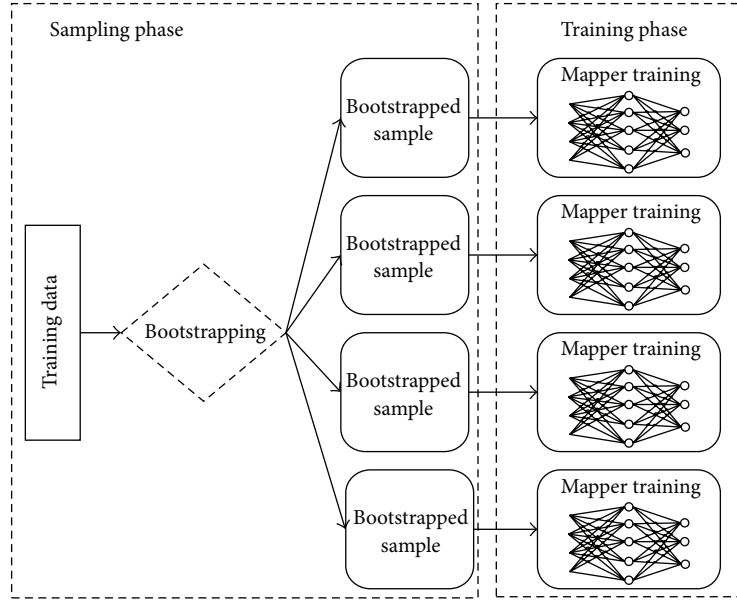 Sampling phase
Training phase
Training data
Bootstrapping
Bootstrapped
sample
Bootstrapped
sample
Bootstrapped
sample
Bootstrapped
sample
Mapper training
Mapper training
Mapper training
Mapper training